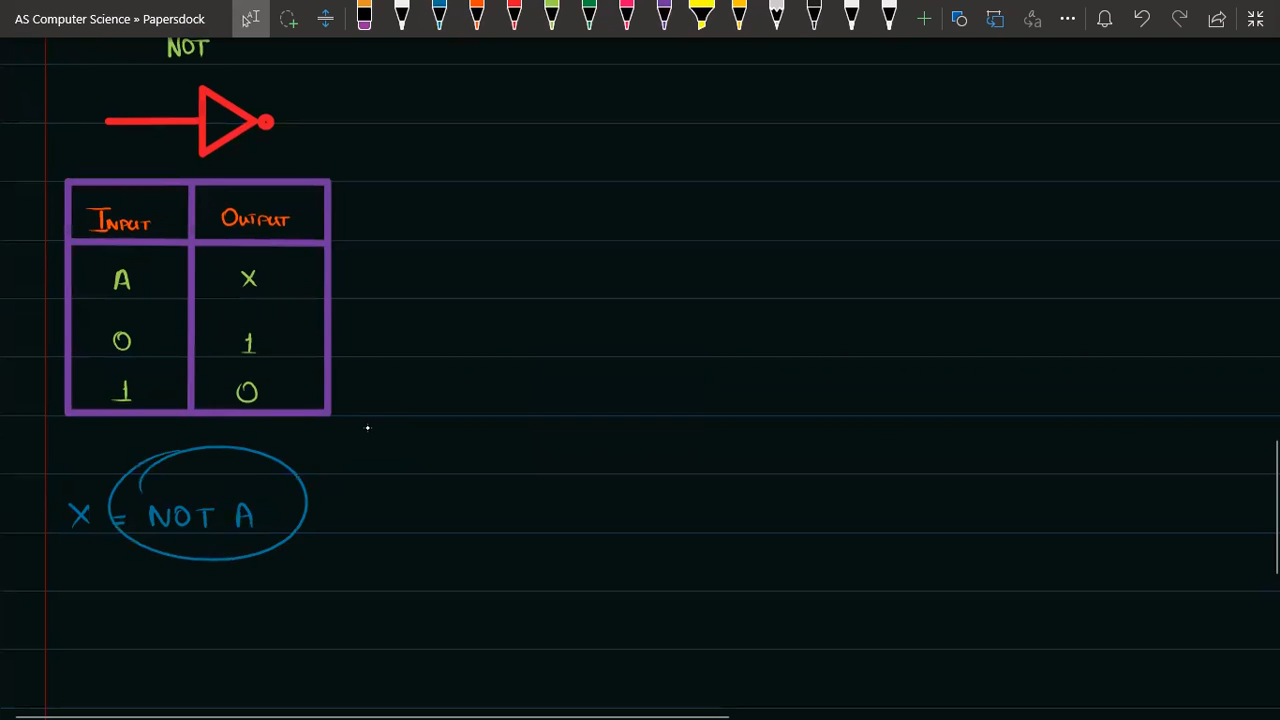 AS Computer Science » Papersdock
NOT
INPUT OUTPUT
A X
0 1
1 0
X = NOT A